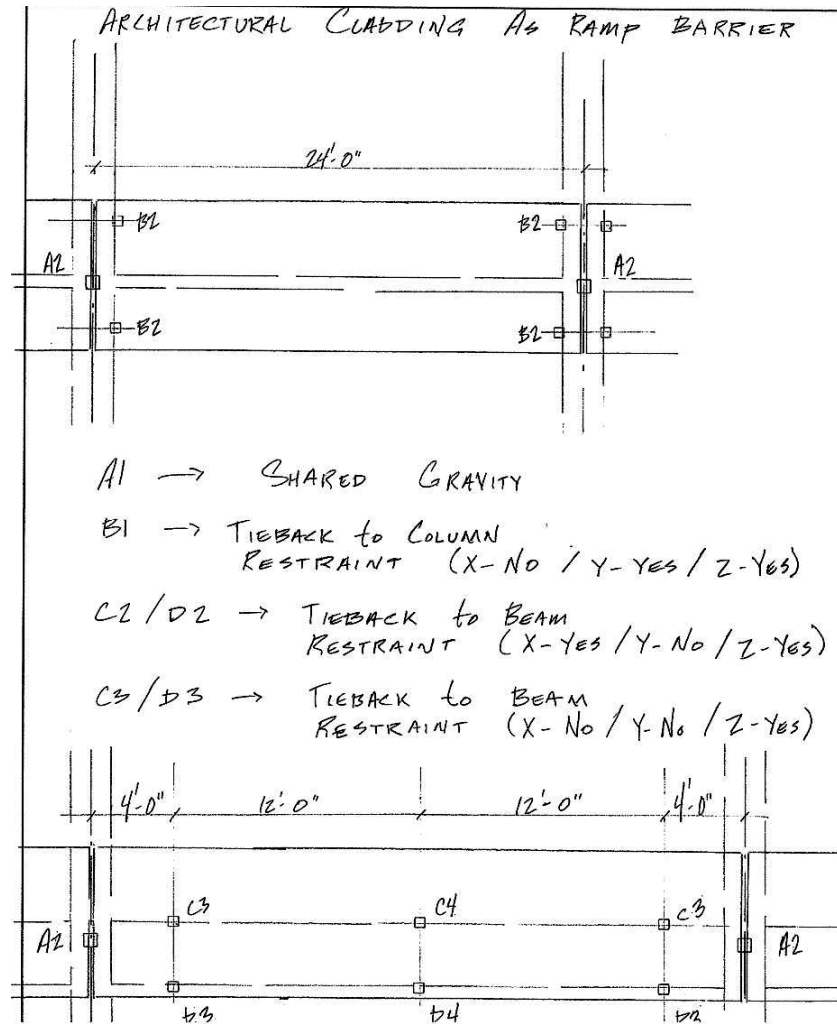 ARCHITECTURAL CLADDING AS RAMP BARRIER
24'-0"
B2 B2
A2 A2
B2 B2
A1 → SHARED GRAVITY
B1 → TIEBACK to COLUMN
RESTRAINT (X-NO / Y-YES / Z-YES)
C2/D2 → TIEBACK to BEAM
RESTRAINT (X-YES / Y-NO / Z-YES)
C3/D3 → TIEBACK to BEAM
RESTRAINT (X-NO / Y-NO / Z-YES)
4'-0" 12'-0" 12'-0" 4'-0"
C3 C4 C3
A2 A2
D3 D4 D2